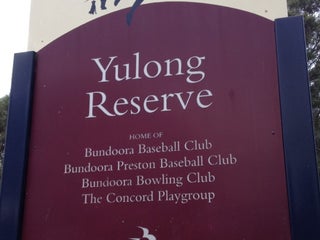 Yulong
Reserve
HOME OF
Bundoora Baseball Club
Bundoora Preston Baseball Club
Bundoora Bowling Club
The Concord Playgroup